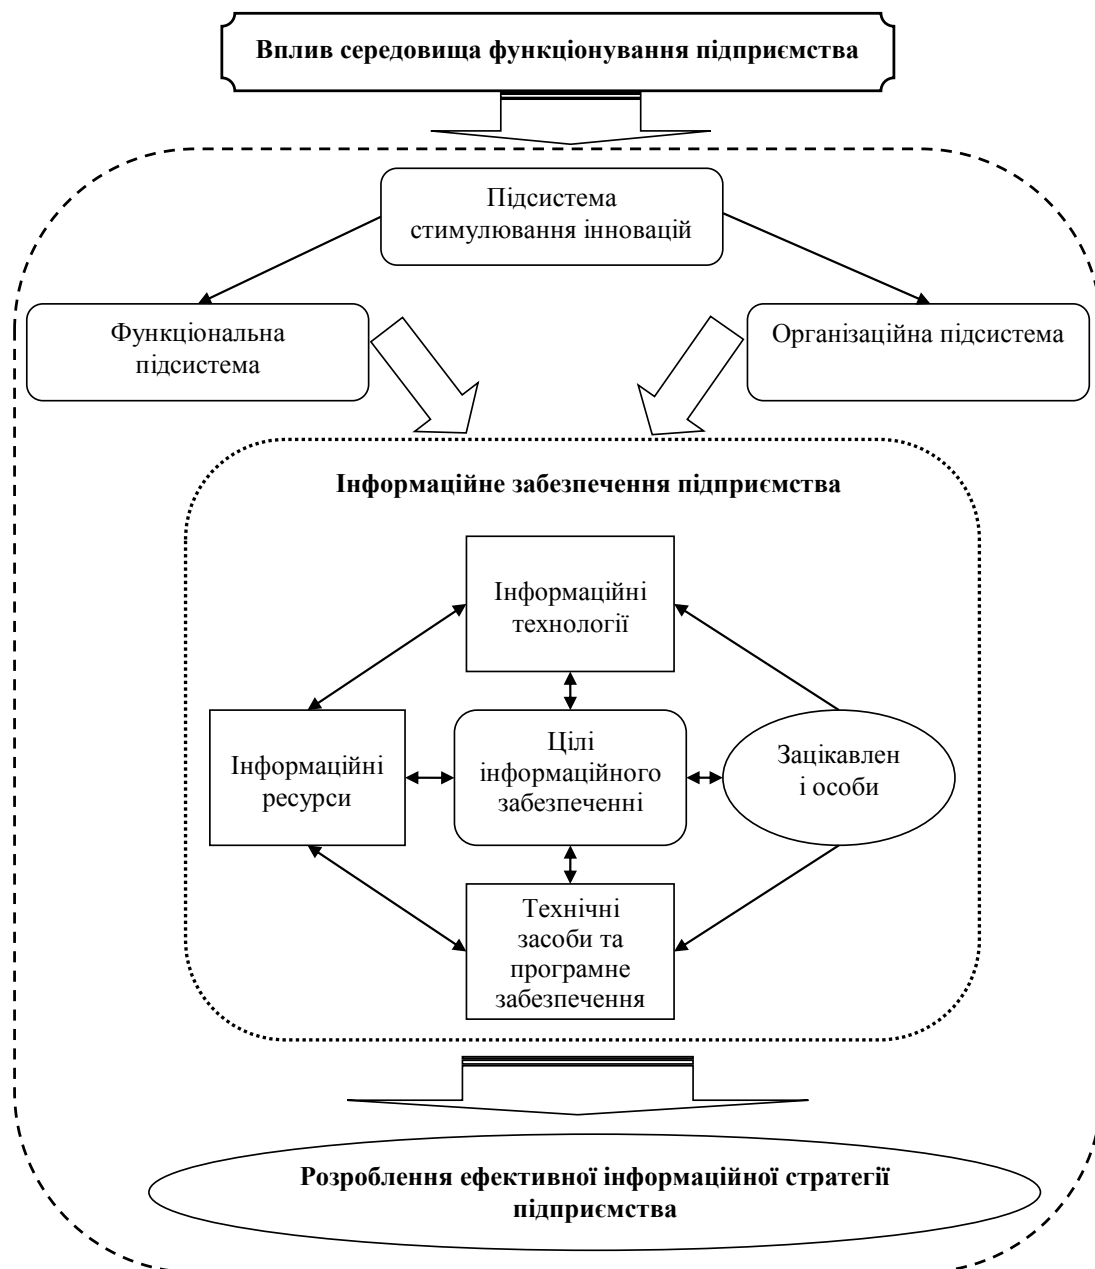 Вплив середовища функціонування підприємства
Підсистема
стимулювання інновацій
Функціональна
підсистема
Організаційна підсистема
Інформаційне забезпечення підприємства
Інформаційні
технології
Інформаційні
ресурси
Цілі
інформаційного
забезпеченні
Зацікавлен
і особи
Технічні
засоби та
програмне
забезпечення
Розроблення ефективної інформаційної стратегії
підприємства